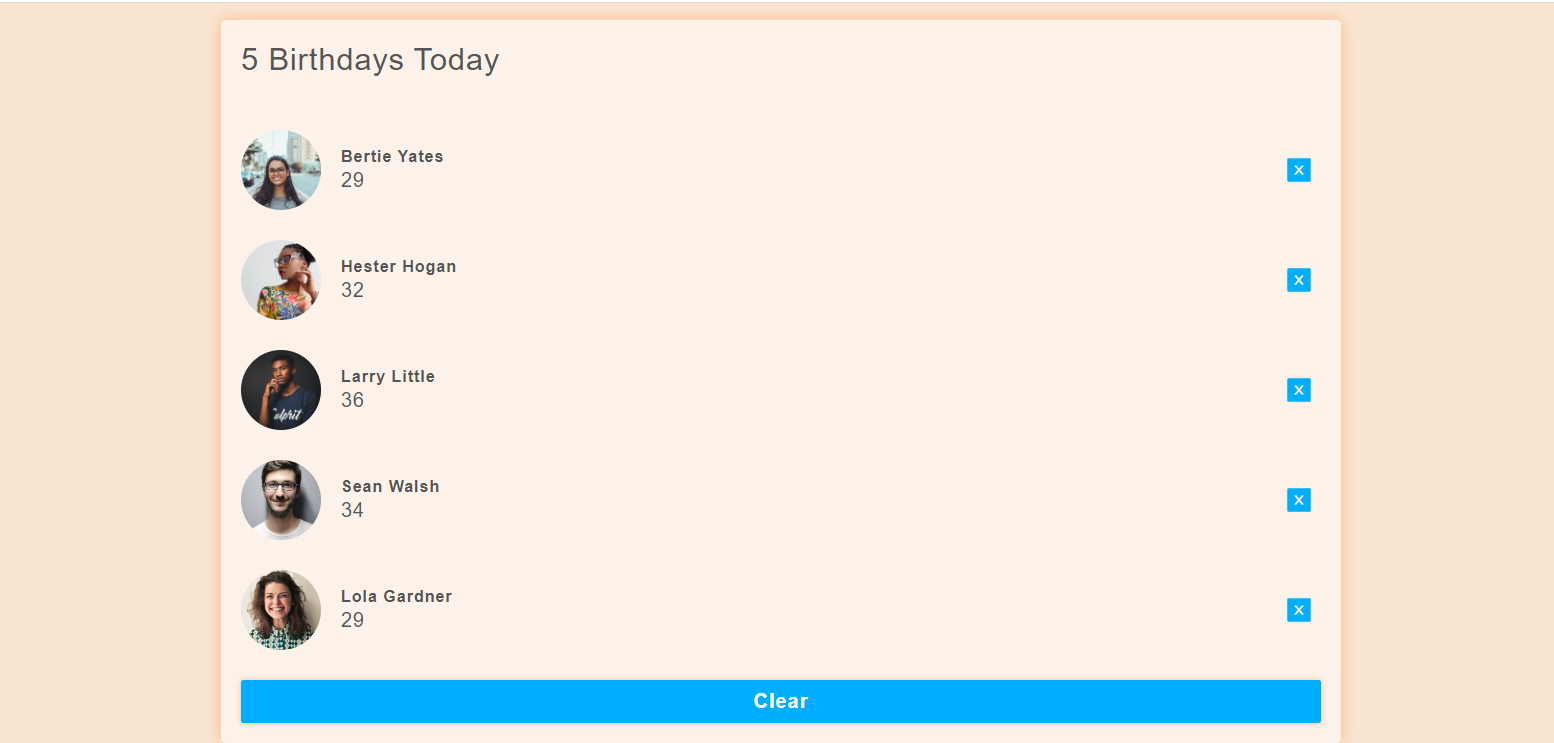 5 Birthdays Today
Bertie Yates
29
X
Hester Hogan
32
X
Larry Little
36
X
Sean Walsh
34
X
Lola Gardner
29
X
Clear